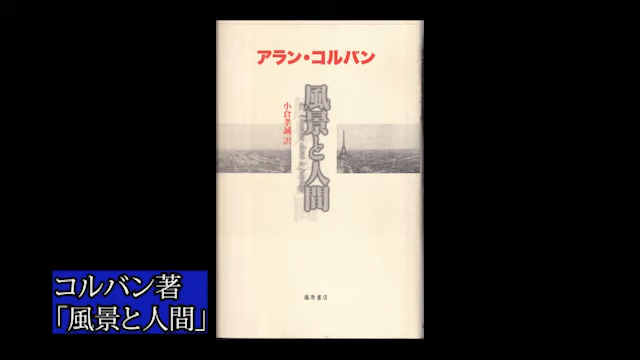 アラン・コルバン
風景と人間
小倉孝誠 訳
藤原書店
コルバン著
「風景と人間」